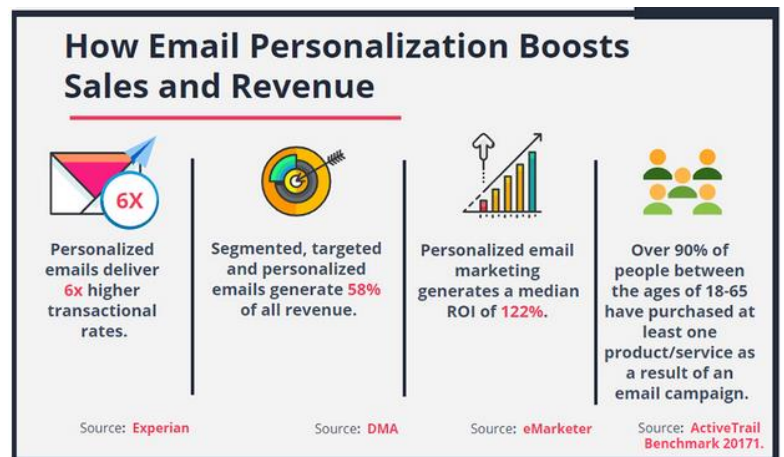 How Email Personalization Boosts
Sales and Revenue
6X
Personalized
emails deliver
6x higher
transactional
rates.
Source: Experian
Segmented, targeted
and personalized
emails generate 58%
of all revenue.
Source: DMA
Personalized email
marketing
generates a median
ROI of 122%.
Source: eMarketer
Over 90% of
people between
the ages of 18-65
have purchased at
least one
product/service as
a result of an
email campaign.
Source: ActiveTrail
Benchmark 20171.